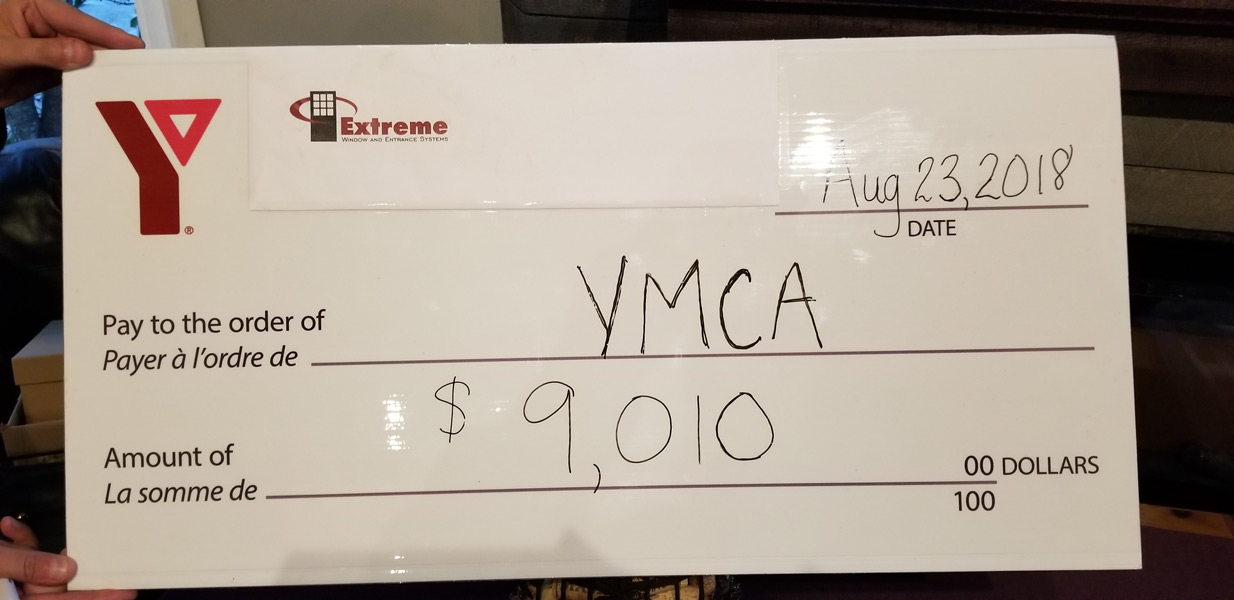 Y®
Extreme
WINDOW AND ENTRANCE SYSTEMS
Aug 23, 2018
DATE
YMCA
Pay to the order of
Payer à l'ordre de
$ 9,010
Amount of
La somme de
00 DOLLARS
100